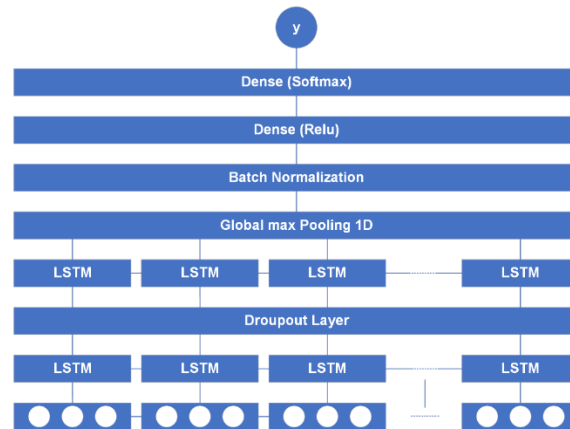 y
Dense (Softmax)
Dense (Relu)
Batch Normalization
Global max Pooling 1D
LSTM LSTM LSTM LSTM
Droupout Layer
LSTM LSTM LSTM LSTM